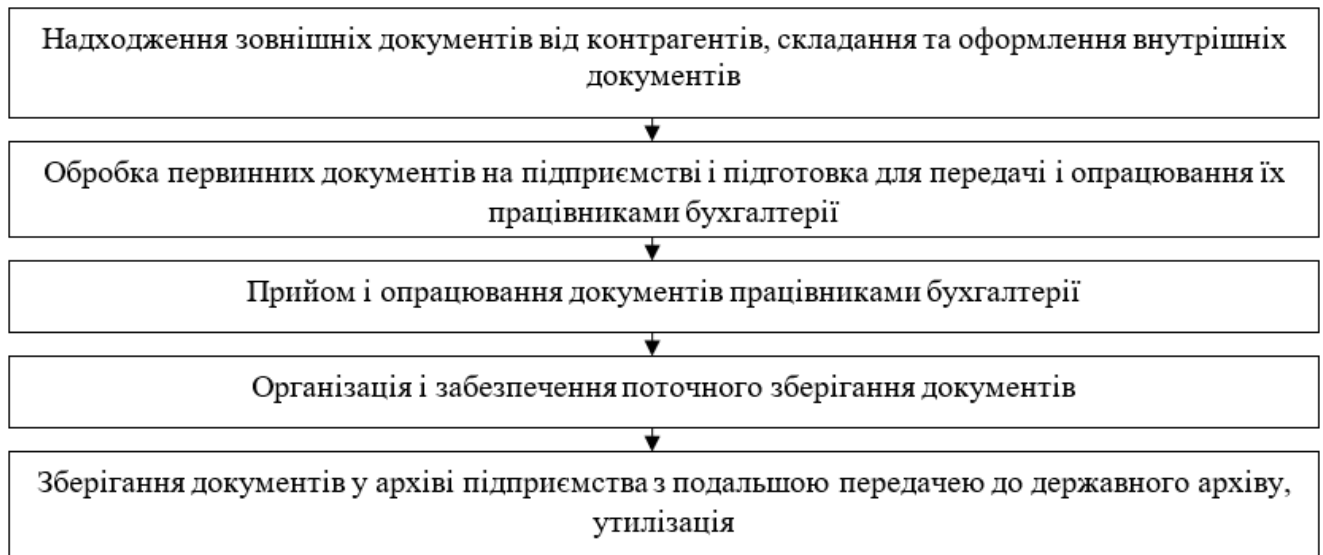 Надходження зовнішніх документів від контрагентів, складання та оформлення внутрішніх
документів
Обробка первинних документів на підприємстві і підготовка для передачі і опрацювання їх
працівниками бухгалтерії
Прийом і опрацювання документів працівниками бухгалтерії
Організація і забезпечення поточного зберігання документів
Зберігання документів у архіві підприємства з подальшою передачею до державного архіву,
утилізація